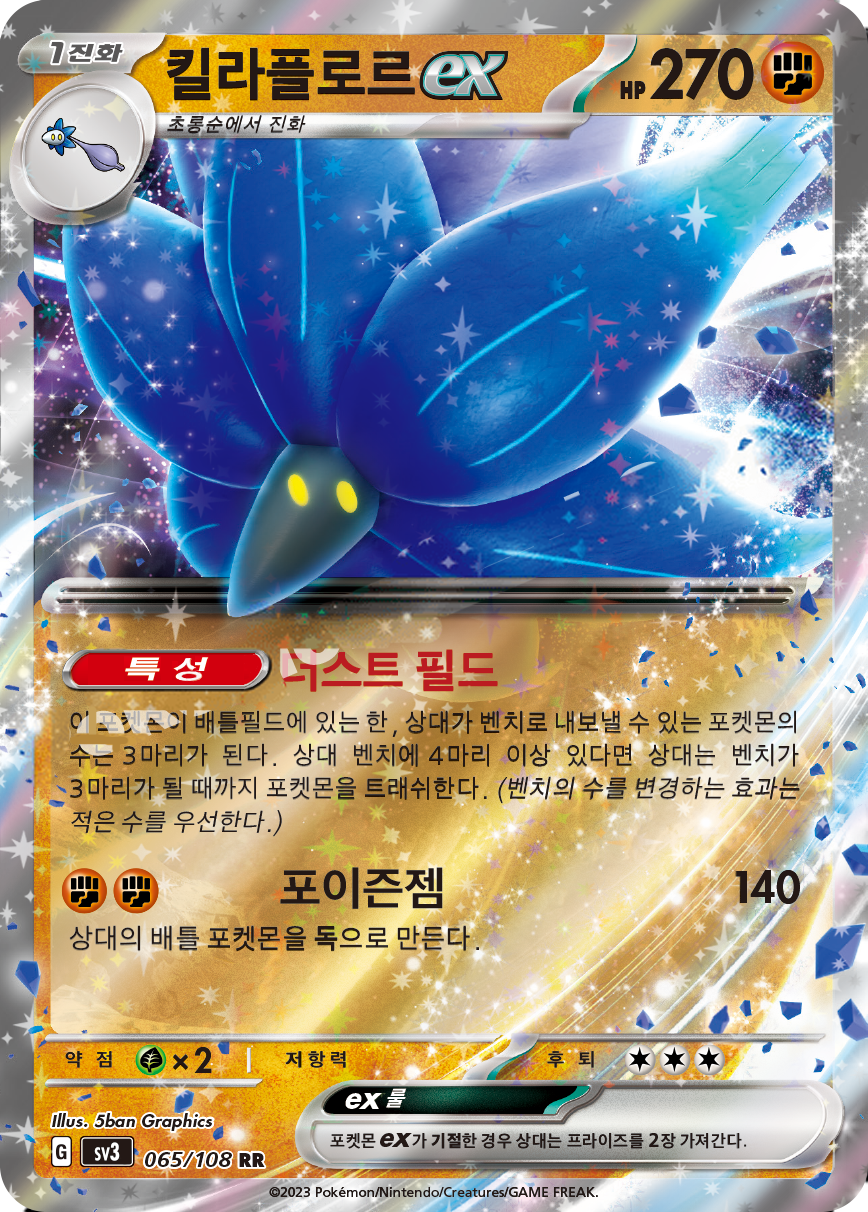 1진화
킬라플로르ex
HP 270
초롱순에서 진화
특성 더스트 필드
이 포켓몬이 배틀필드에 있는 한, 상대가 벤치로 내보낼 수 있는 포켓몬의
수는 3마리가 된다. 상대 벤치에 4마리 이상 있다면 상대는 벤치가
3마리가 될 때까지 포켓몬을 트래쉬한다. (벤치의 수를 변경하는 효과는
적은 수를 우선한다.)
포이즌젬 140
상대의 배틀 포켓몬을 독으로 만든다.
약점 ×2 저항력 후퇴
ex룰
포켓몬 ex가 기절한 경우 상대는 프라이즈를 2장 가져간다.
Illus. 5ban Graphics
G sv3 065/108 RR
©2023 Pokémon/Nintendo/Creatures/GAME FREAK.